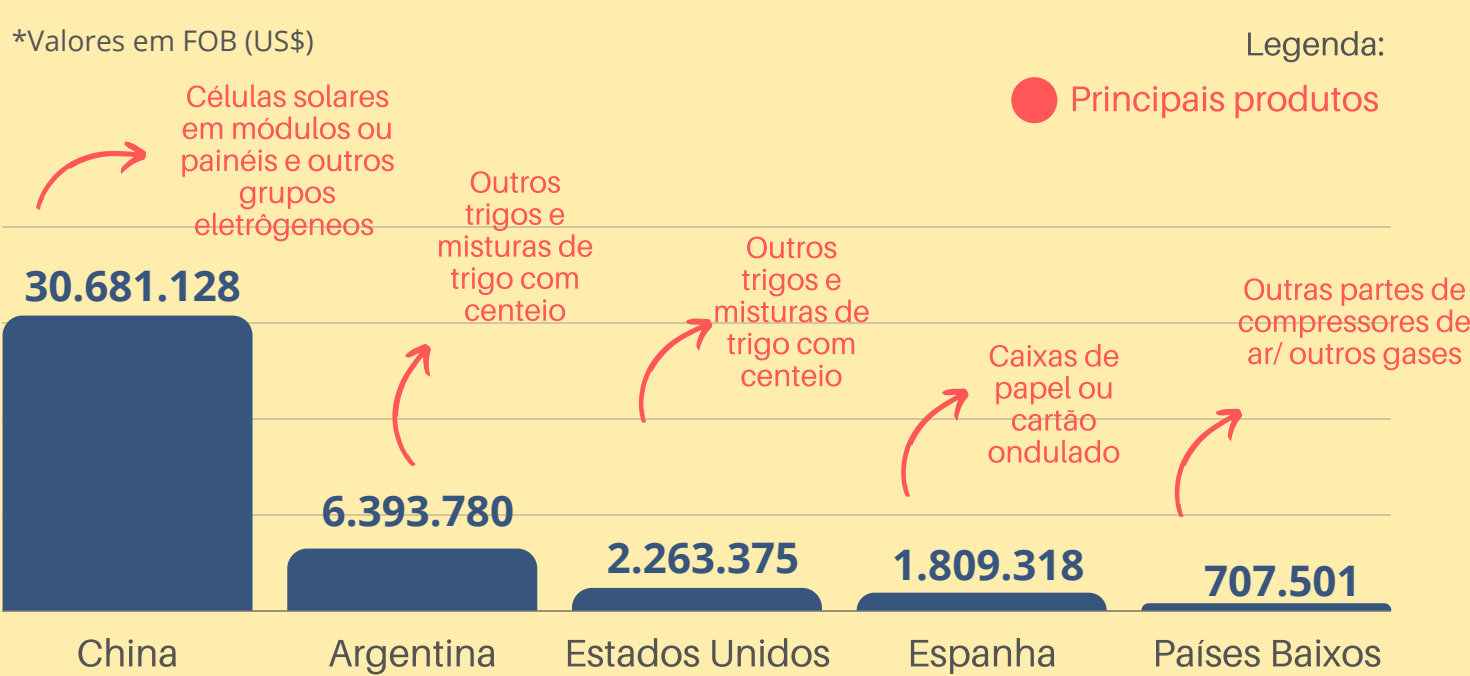 *Valores em FOB (US$)
Legenda:
Principais produtos
Células solares
em módulos ou
painéis e outros
grupos
eletrôgeneos
Outros
trigos e
misturas de
trigo com
centeio
Outros
trigos e
misturas de
trigo com
centeio
Caixas de
papel ou
cartão
ondulado
Outras partes de
compressores de
ar/ outros gases
30.681.128
6.393.780
2.263.375
1.809.318
707.501
China
Argentina
Estados Unidos
Espanha
Países Baixos